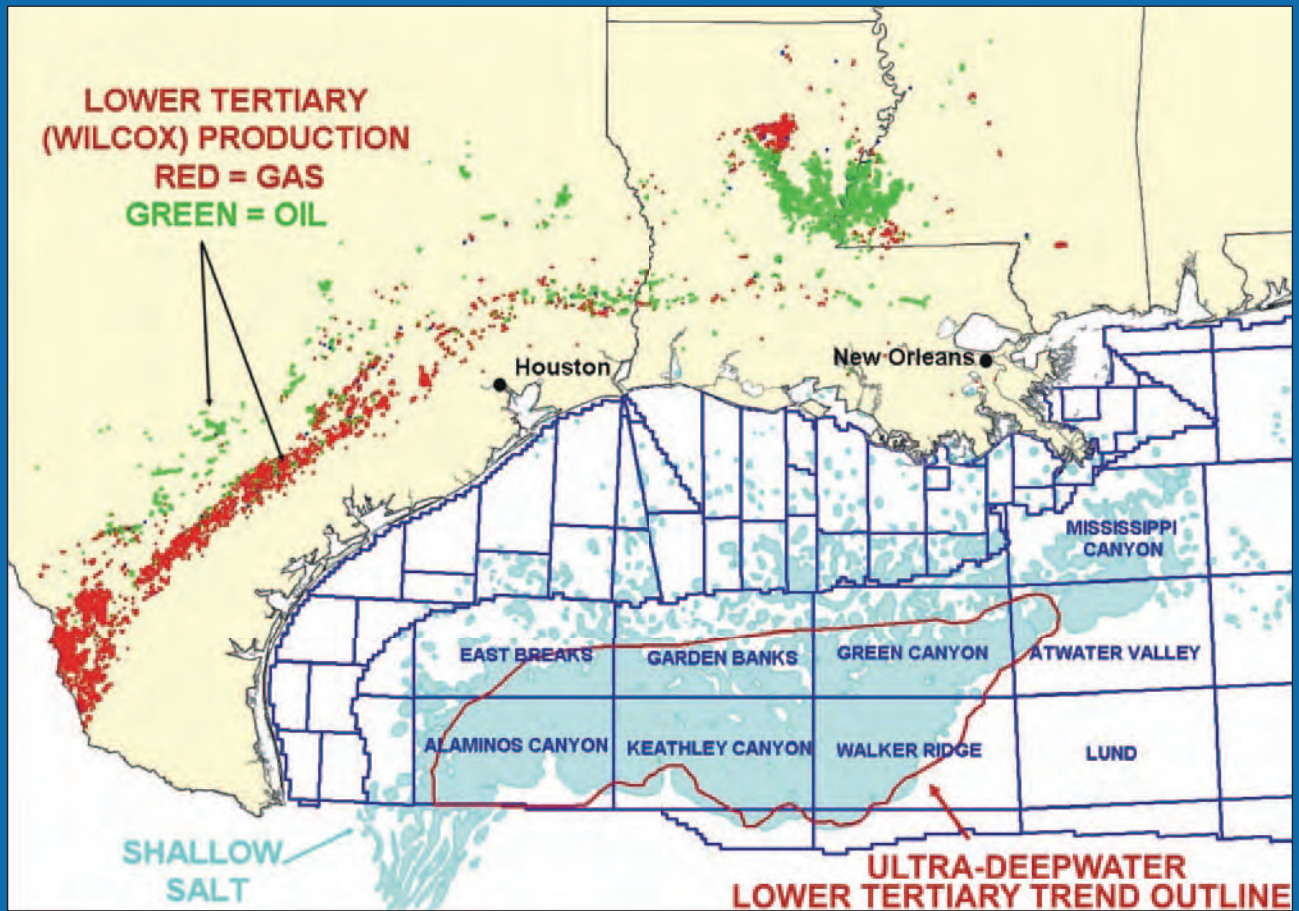 LOWER TERTIARY
(WILCOX) PRODUCTION
RED = GAS
GREEN = OIL
Houston
New Orleans
MISSISSIPPI
CANYON
EAST BREAKS
GARDEN BANKS
GREEN CANYON
ATWATER VALLEY
ALAMINOS CANYON
KEATHLEY CANYON
WALKER RIDGE
LUND
SHALLOW
SALT
ULTRA-DEEPWATER
LOWER TERTIARY TREND OUTLINE